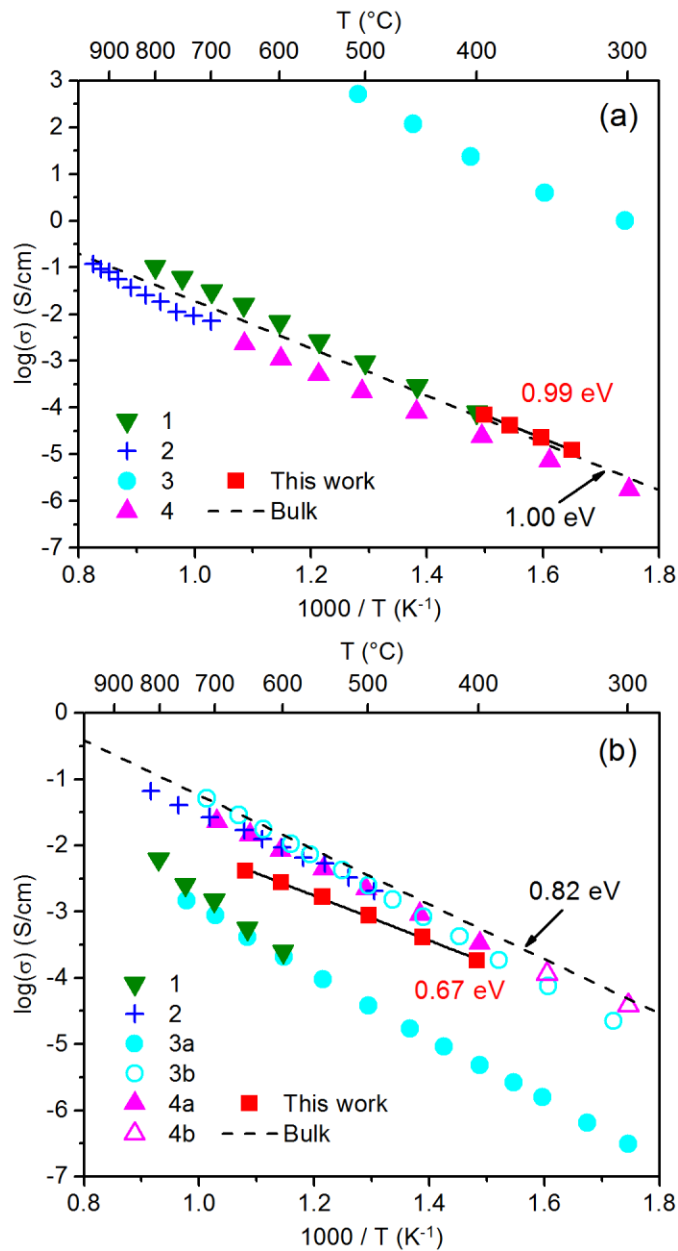 T (°C)
900 800 700 600 500 400 300
3
2
1
0
-1
-2
-3
-4
-5
-6
-7
log(σ) (S/cm)
(a)
0.99 eV
1
2
3 This work
4 Bulk
1.00 eV
0.8 1.0 1.2 1.4 1.6 1.8
1000 / T (K⁻¹)
T (°C)
900 800 700 600 500 400 300
0
-1
-2
-3
-4
-5
-6
-7
log(σ) (S/cm)
(b)
0.82 eV
0.67 eV
1
2
3a
3b
4a This work
4b Bulk
0.8 1.0 1.2 1.4 1.6 1.8
1000 / T (K⁻¹)